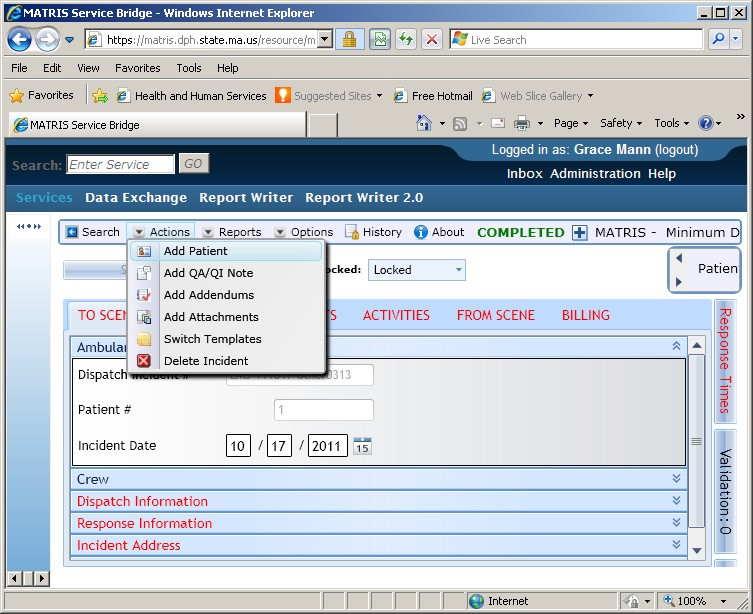 MATRIS Service Bridge - Windows Internet Explorer
https://matris.dph.state.ma.us/resource/m
Live Search
File Edit View Favorites Tools Help
Favorites Health and Human Services Suggested Sites Free Hotmail Web Slice Gallery
MATRIS Service Bridge
Page Safety Tools
Search: Enter Service GO
Logged in as: Grace Mann (logout)
Inbox Administration Help
Services Data Exchange Report Writer Report Writer 2.0
Search Actions Reports Options History About COMPLETED MATRIS - Minimum D
Add Patient
Add QA/QI Note
Add Addendums
Add Attachments
Switch Templates
Delete Incident
ocked: Locked
Patien
TO SCEN
TS ACTIVITIES FROM SCENE BILLING
Ambulan
Dispatch Incident #
0313
Patient # 1
Incident Date 10 / 17 / 2011 15
Crew
Dispatch Information
Response Information
Incident Address
Response Times
Validation: 0
Internet
100%